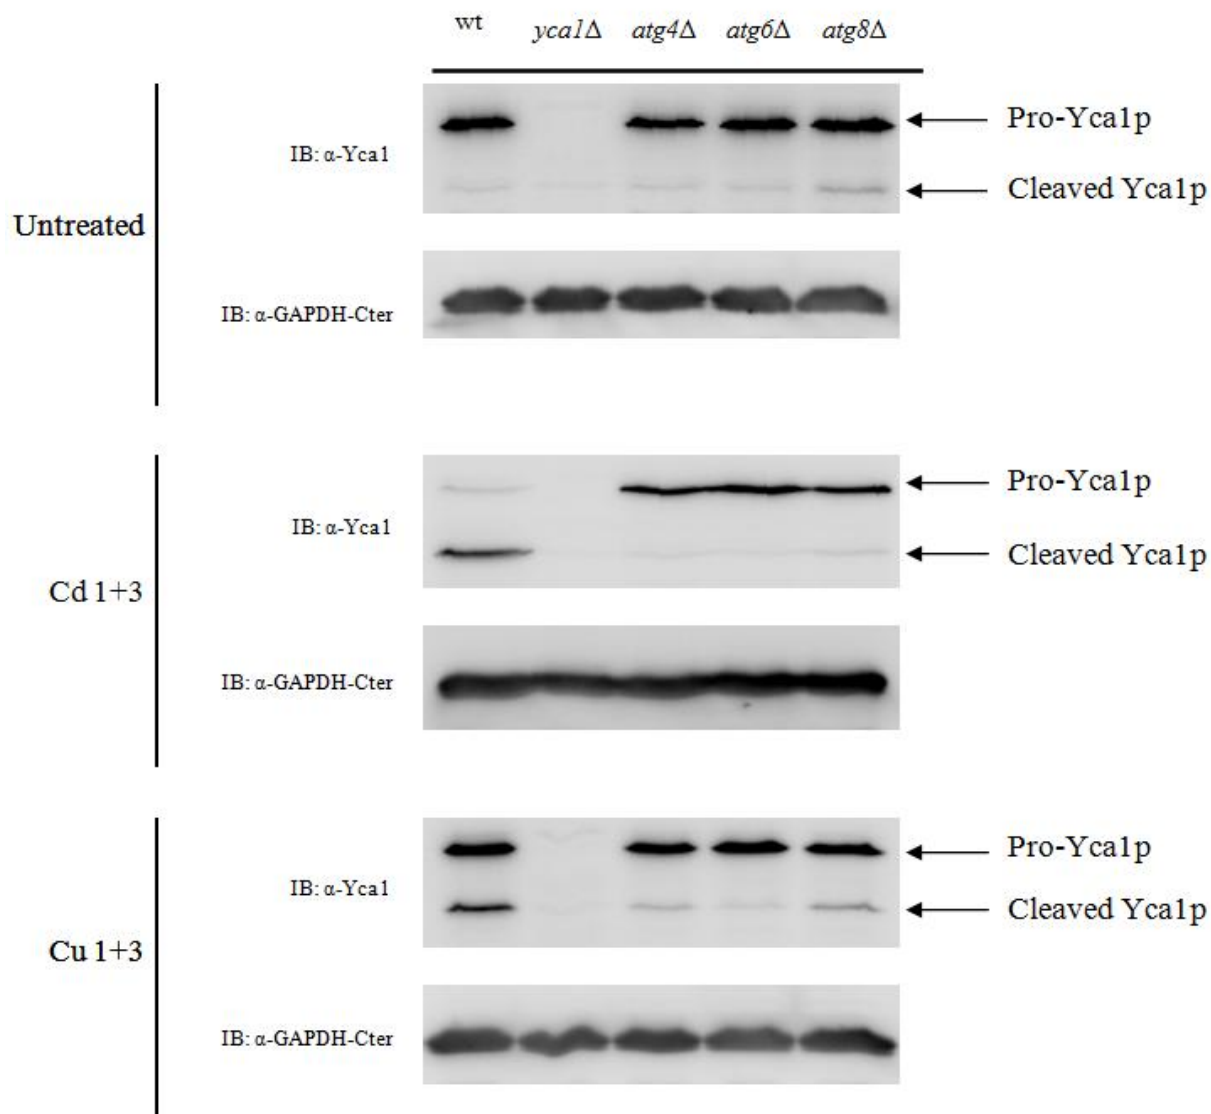 wt yca1Δ atg4Δ atg6Δ atg8Δ
Pro-Yca1p
IB: α-Yca1
Cleaved Yca1p
Untreated
IB: α-GAPDH-Cter
Pro-Yca1p
IB: α-Yca1
Cleaved Yca1p
Cd 1+3
IB: α-GAPDH-Cter
Pro-Yca1p
IB: α-Yca1
Cleaved Yca1p
Cu 1+3
IB: α-GAPDH-Cter